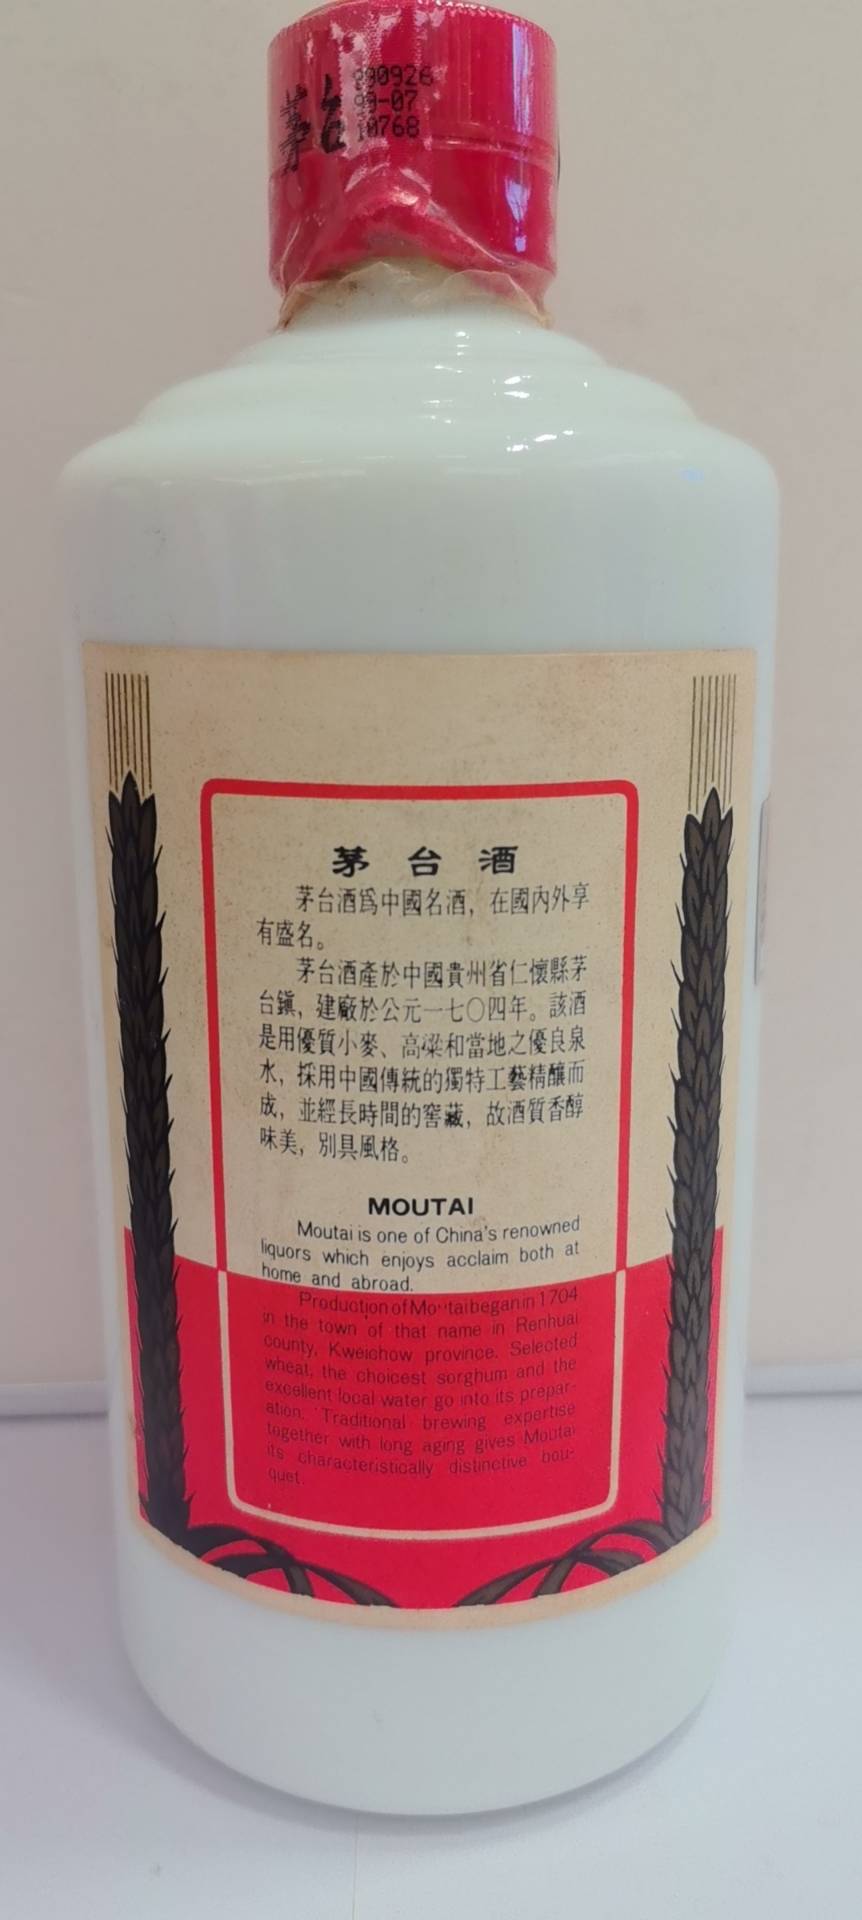 茅台
990926
99-07
10768
茅台酒
茅台酒爲中國名酒，在國內外享
有盛名。
茅台酒產於中國貴州省仁懷縣茅
台鎭，建廠於公元一七〇四年。該酒
是用優質小麥、高粱和當地之優良泉
水，採用中國傳統的獨特工藝精釀而
成，並經長時間的窖藏，故酒質香醇
味美，別具風格。
MOUTAI
Moutai is one of China's renowned
liquors which enjoys acclaim both at
home and abroad.
Production of Moutai began in 1704
in the town of that name in Renhuai
county, Kweichow province. Selected
wheat, the choicest sorghum and the
excellent local water go into its prepar-
ation. Traditional brewing expertise
together with long aging gives Moutai
its characteristically distinctive bou-
quet.